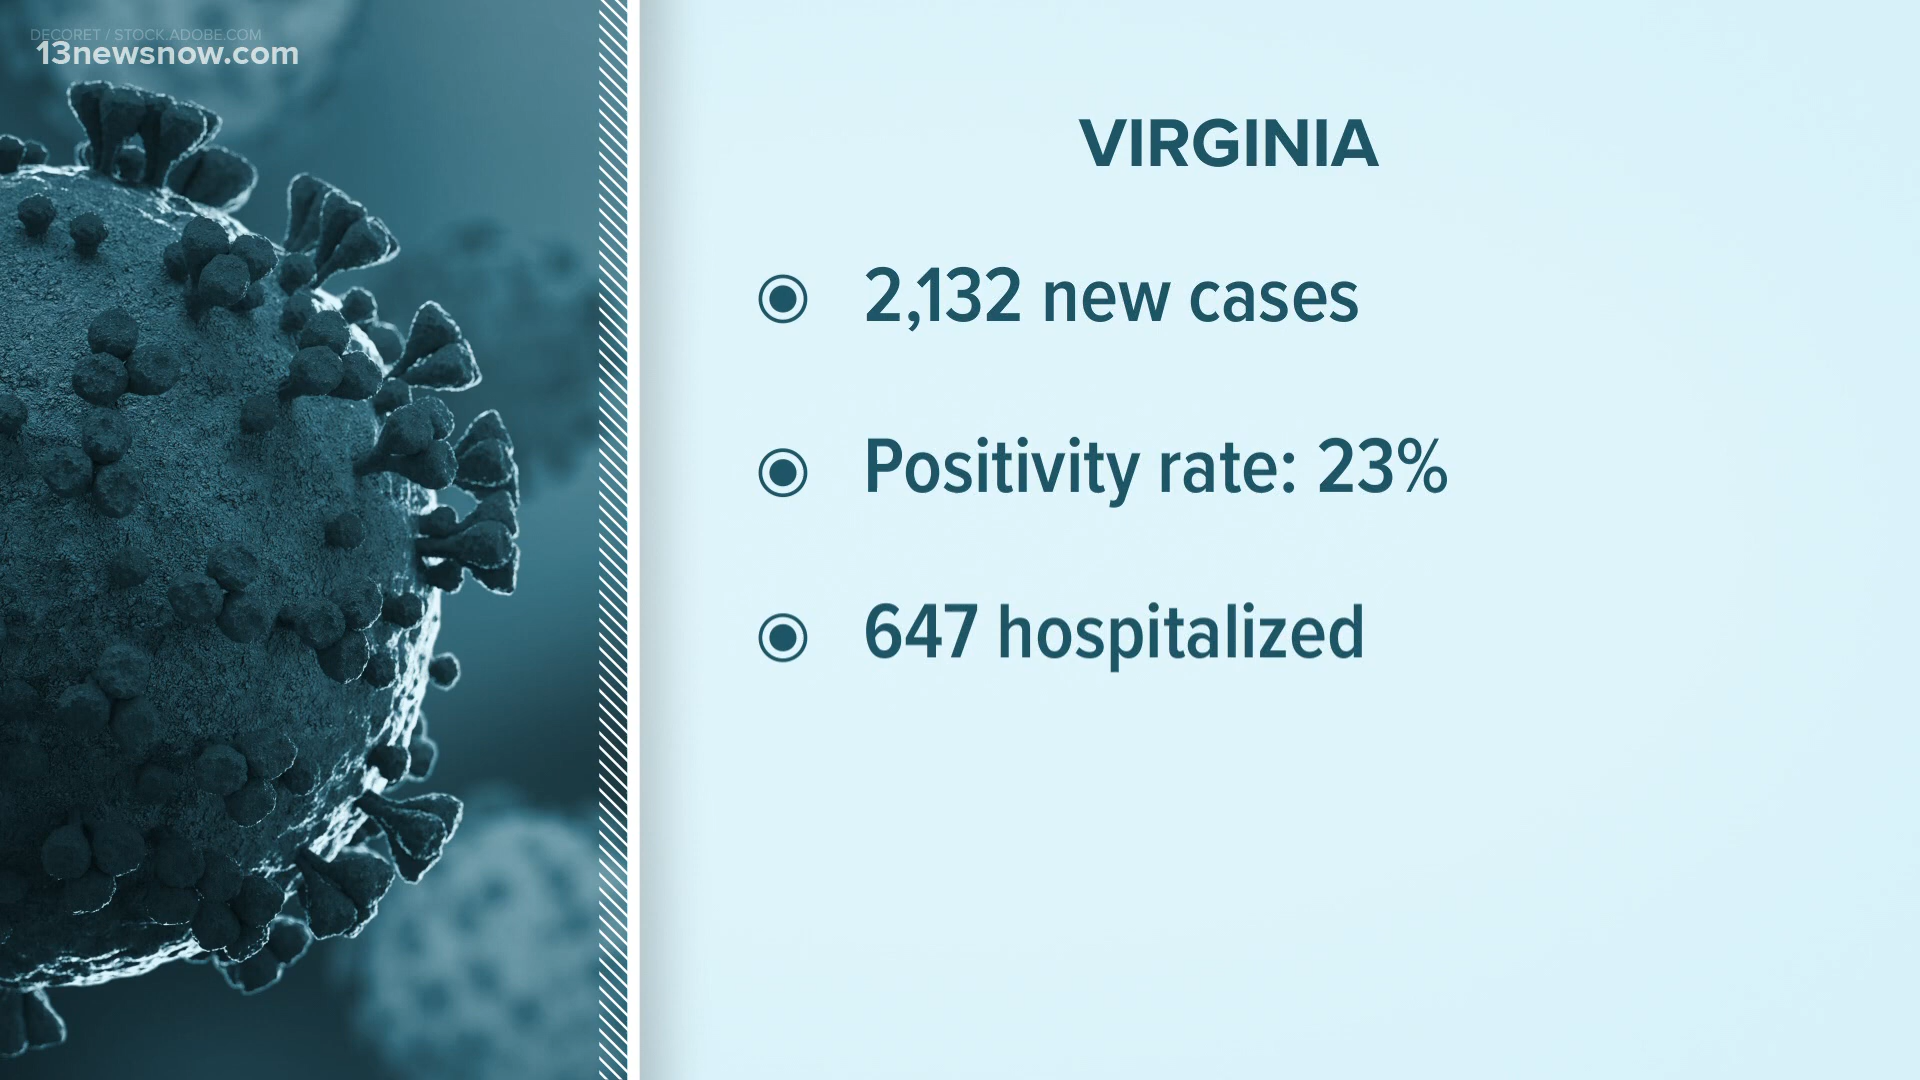 DECORET / STOCK.ADOBE.COM
13newsnow.com
VIRGINIA
2,132 new cases
Positivity rate: 23%
647 hospitalized